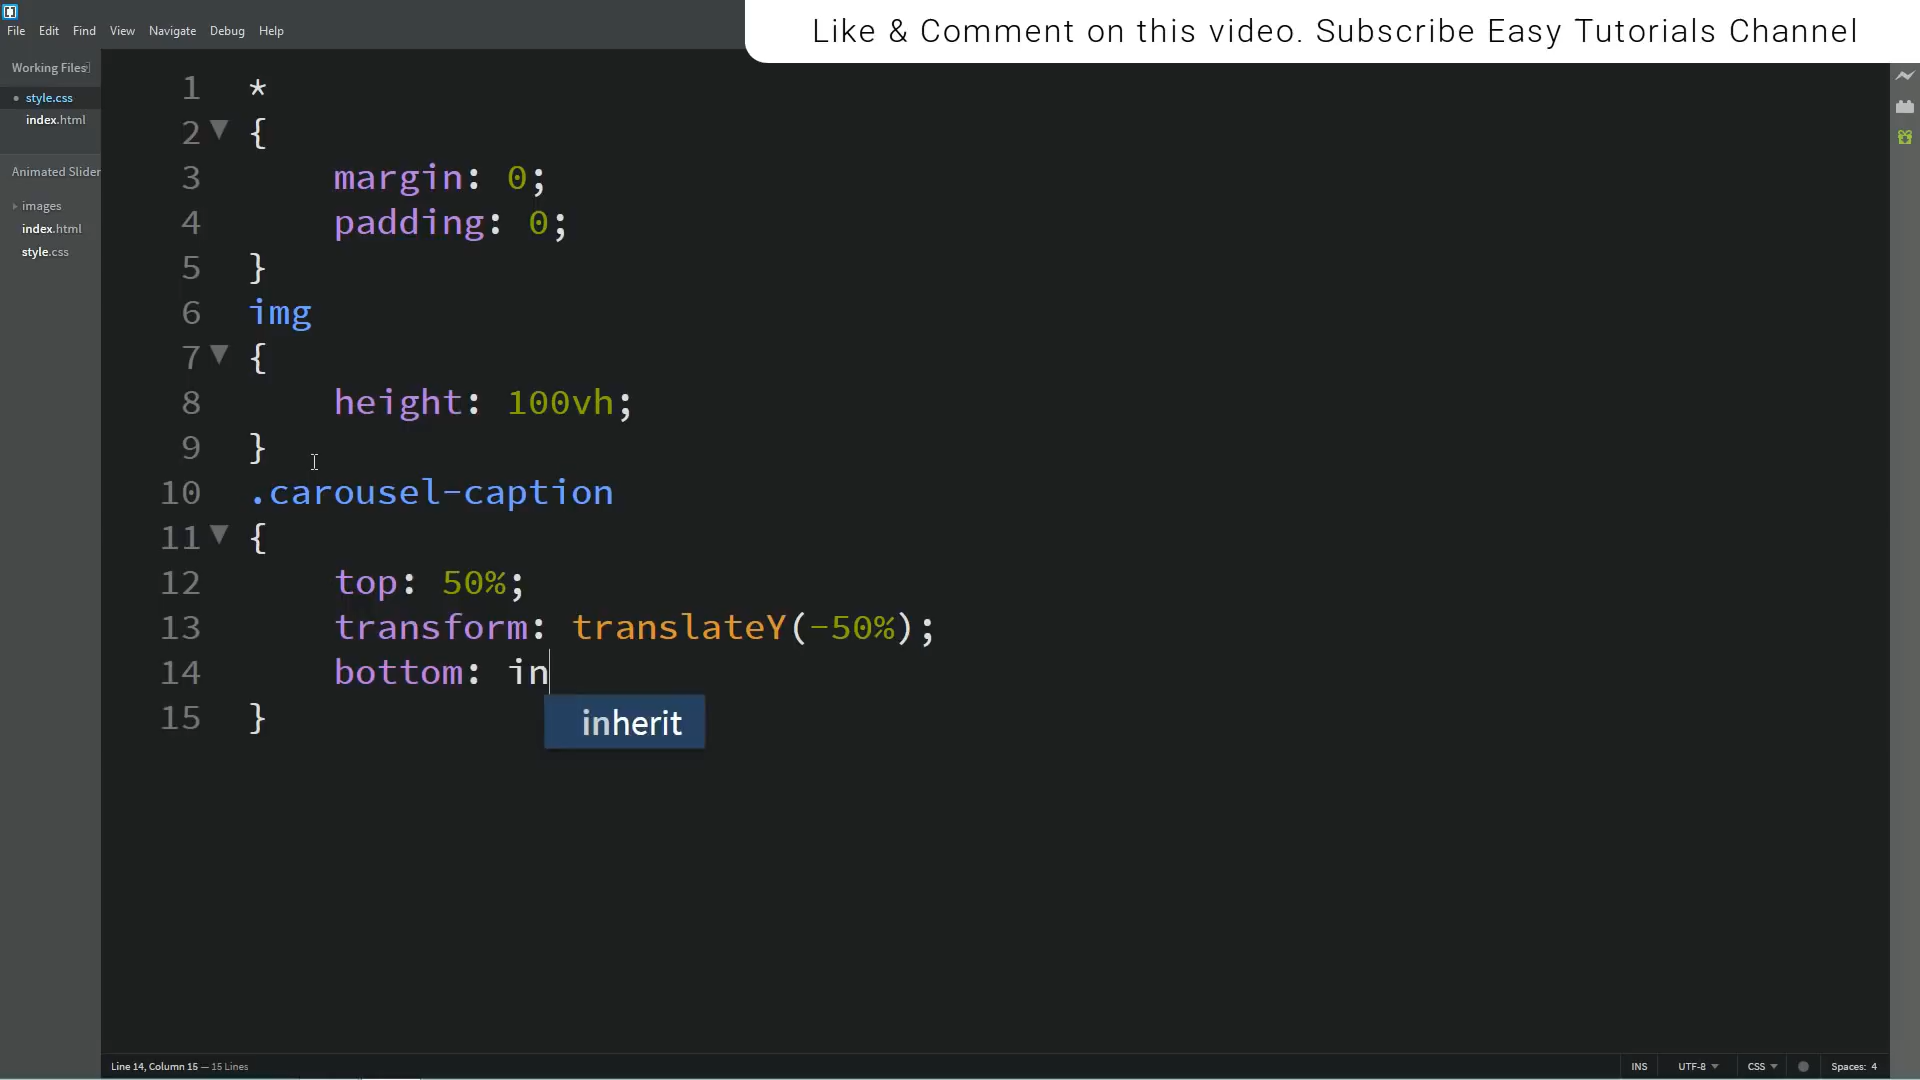 Like & Comment on this video. Subscribe Easy Tutorials Channel
File Edit Find View Navigate Debug Help
Working Files
style.css
index.html
Animated Slider
images
index.html
style.css
1 *
2 {
3 margin: 0;
4 padding: 0;
5 }
6 img
7 {
8 height: 100vh;
9 }
10 .carousel-caption
11 {
12 top: 50%;
13 transform: translateY(-50%);
14 bottom: in
inherit
15 }
Line 14, Column 15 — 15 Lines
INS UTF-8 CSS Spaces: 4